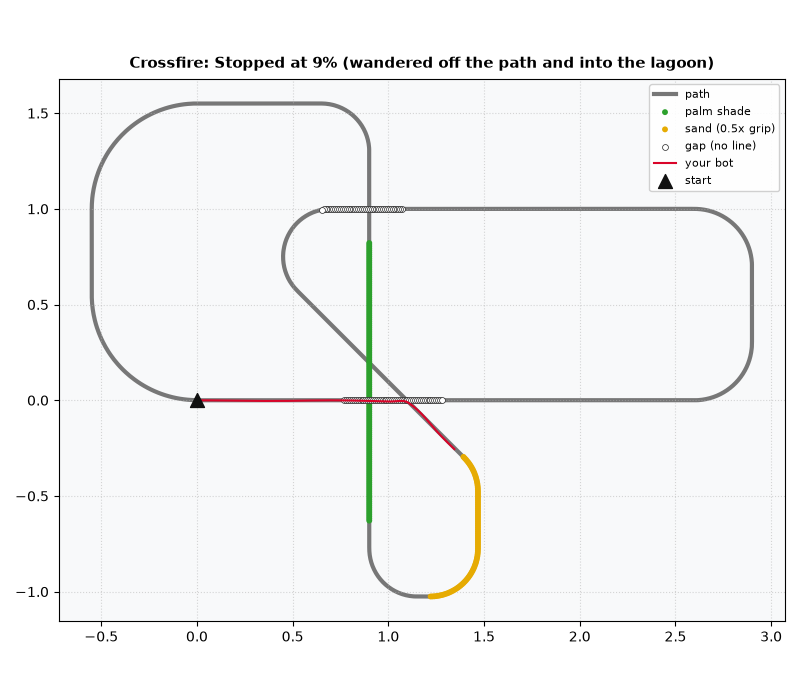 Crossfire: Stopped at 9% (wandered off the path and into the lagoon)
path
palm shade
sand (0.5x grip)
gap (no line)
your bot
start
1.5
1.0
0.5
0.0
−0.5
−1.0
−0.5 0.0 0.5 1.0 1.5 2.0 2.5 3.0